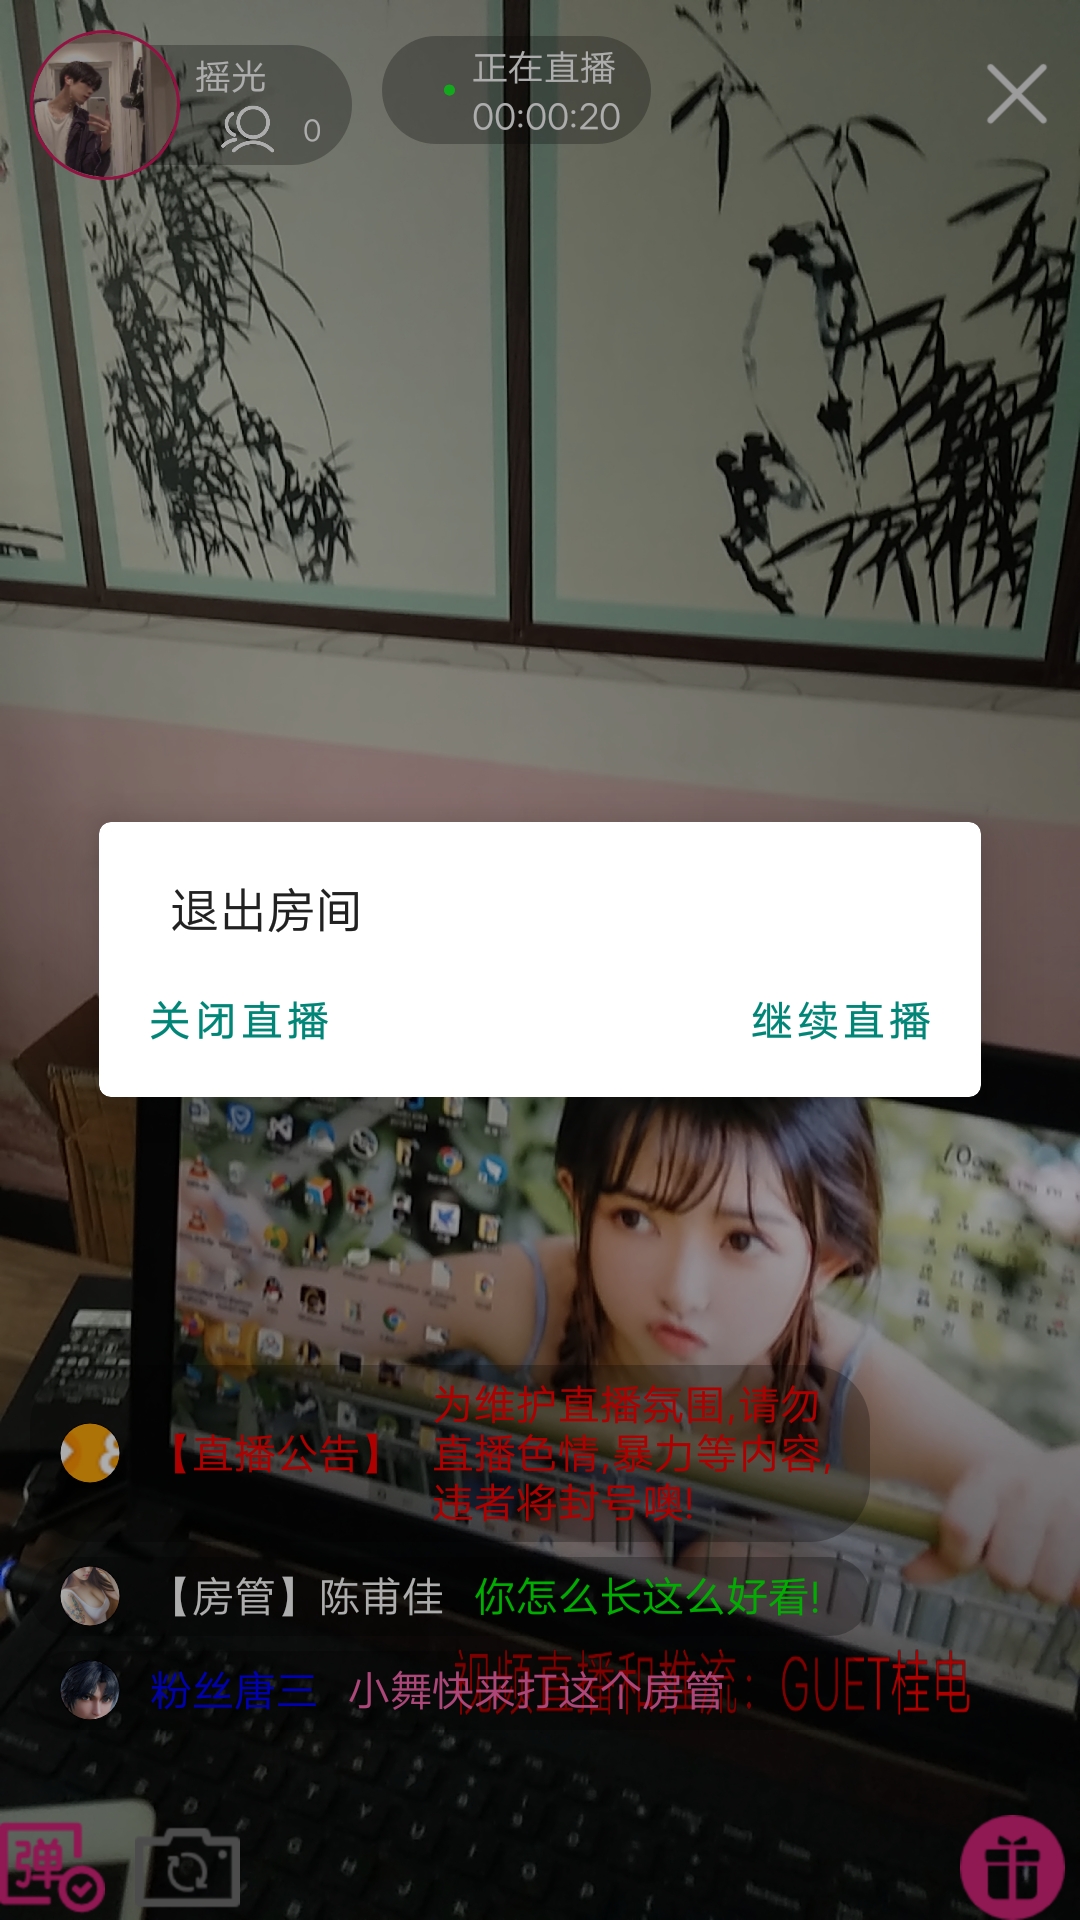 摇光
0
正在直播
00:00:20
退出房间
关闭直播
继续直播
为维护直播氛围,请勿
【直播公告】
直播色情,暴力等内容,
违者将封号噢!
【房管】陈甫佳 你怎么长这么好看!
粉丝唐三 小舞快来打这个房管
视频直播和推流：GUET桂电
弹